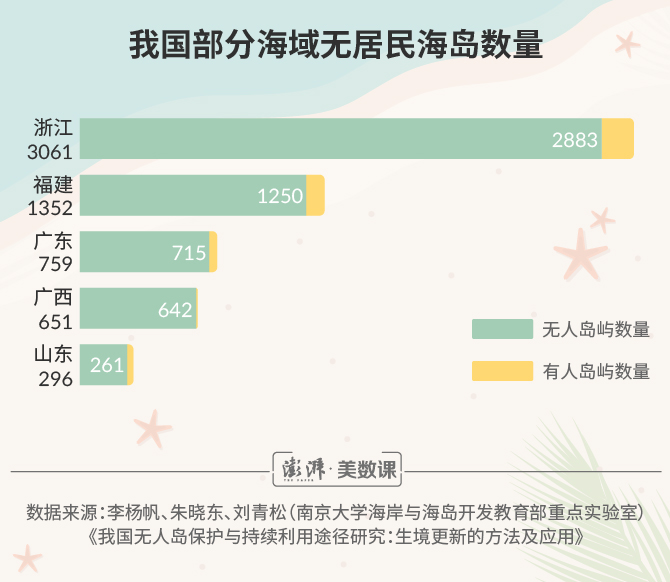 我国部分海域无居民海岛数量
浙江
3061
2883
福建
1352
1250
广东
759
715
广西
651
642
山东
296
261
无人岛屿数量
有人岛屿数量
澎湃·美数课
数据来源：李杨帆、朱晓东、刘青松（南京大学海岸与海岛开发教育部重点实验室）
《我国无人岛保护与持续利用途径研究：生境更新的方法及应用》